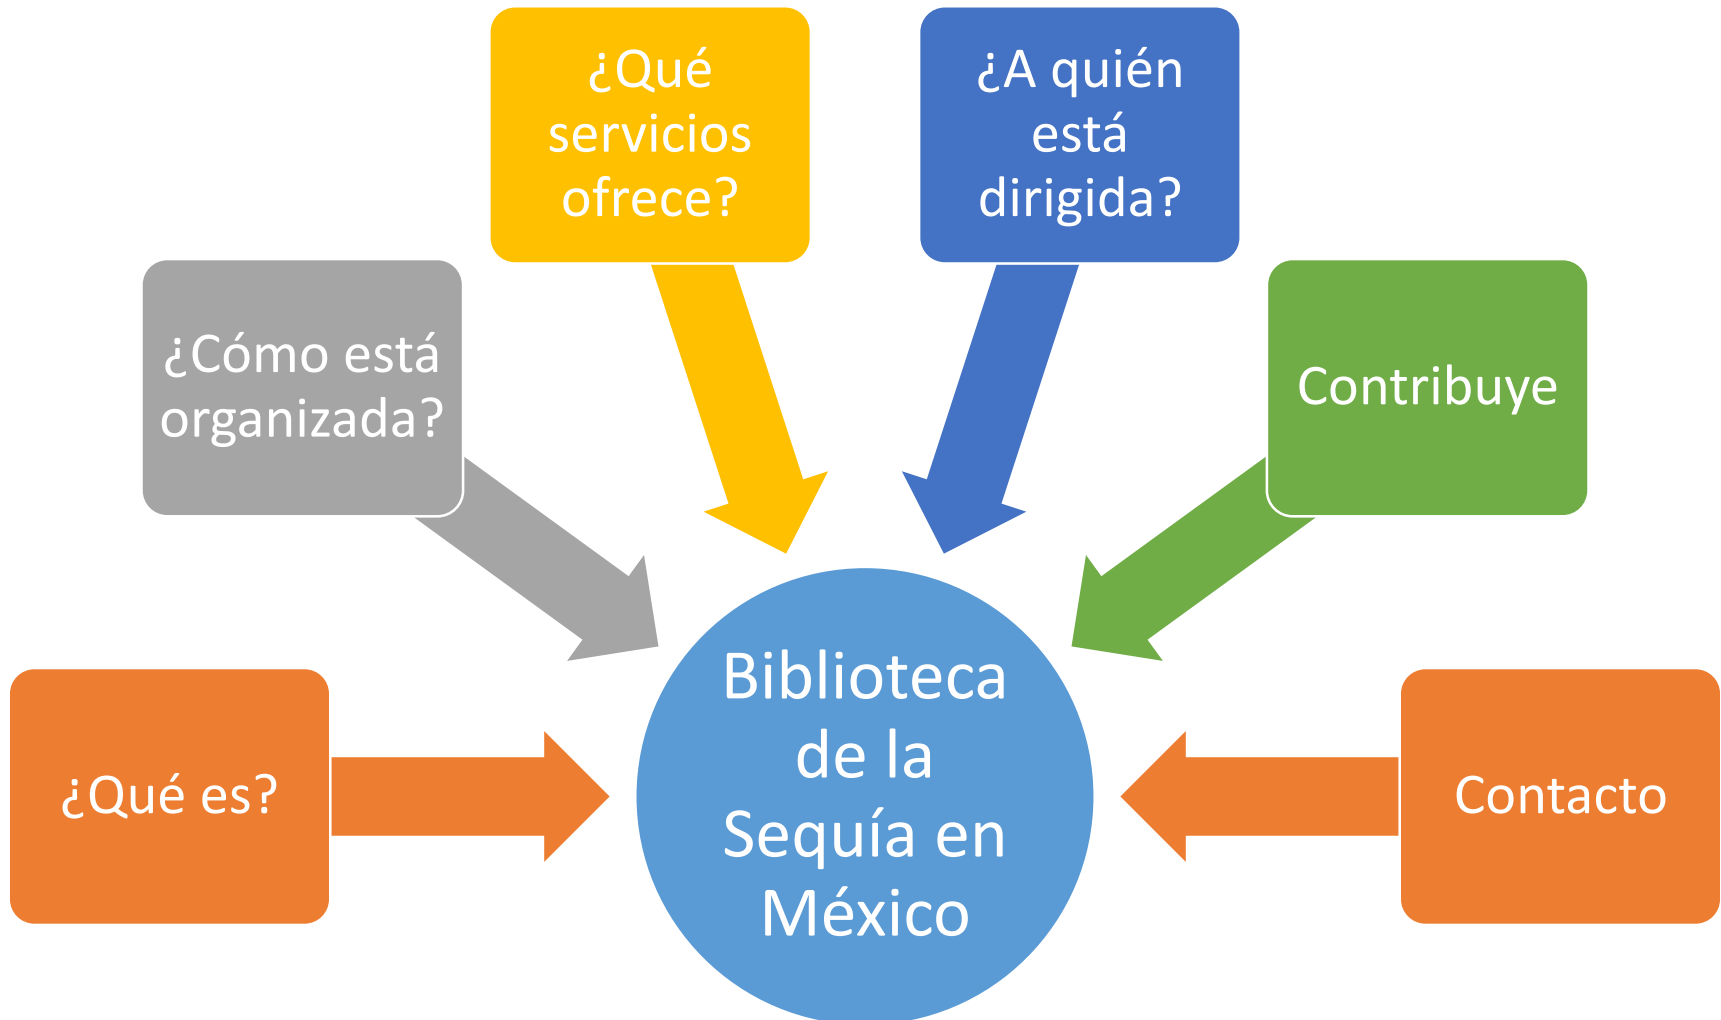 ¿Qué
servicios
ofrece?
¿A quién
está
dirigida?
¿Cómo está
organizada?
Contribuye
¿Qué es?
Biblioteca
de la
Sequía en
México
Contacto